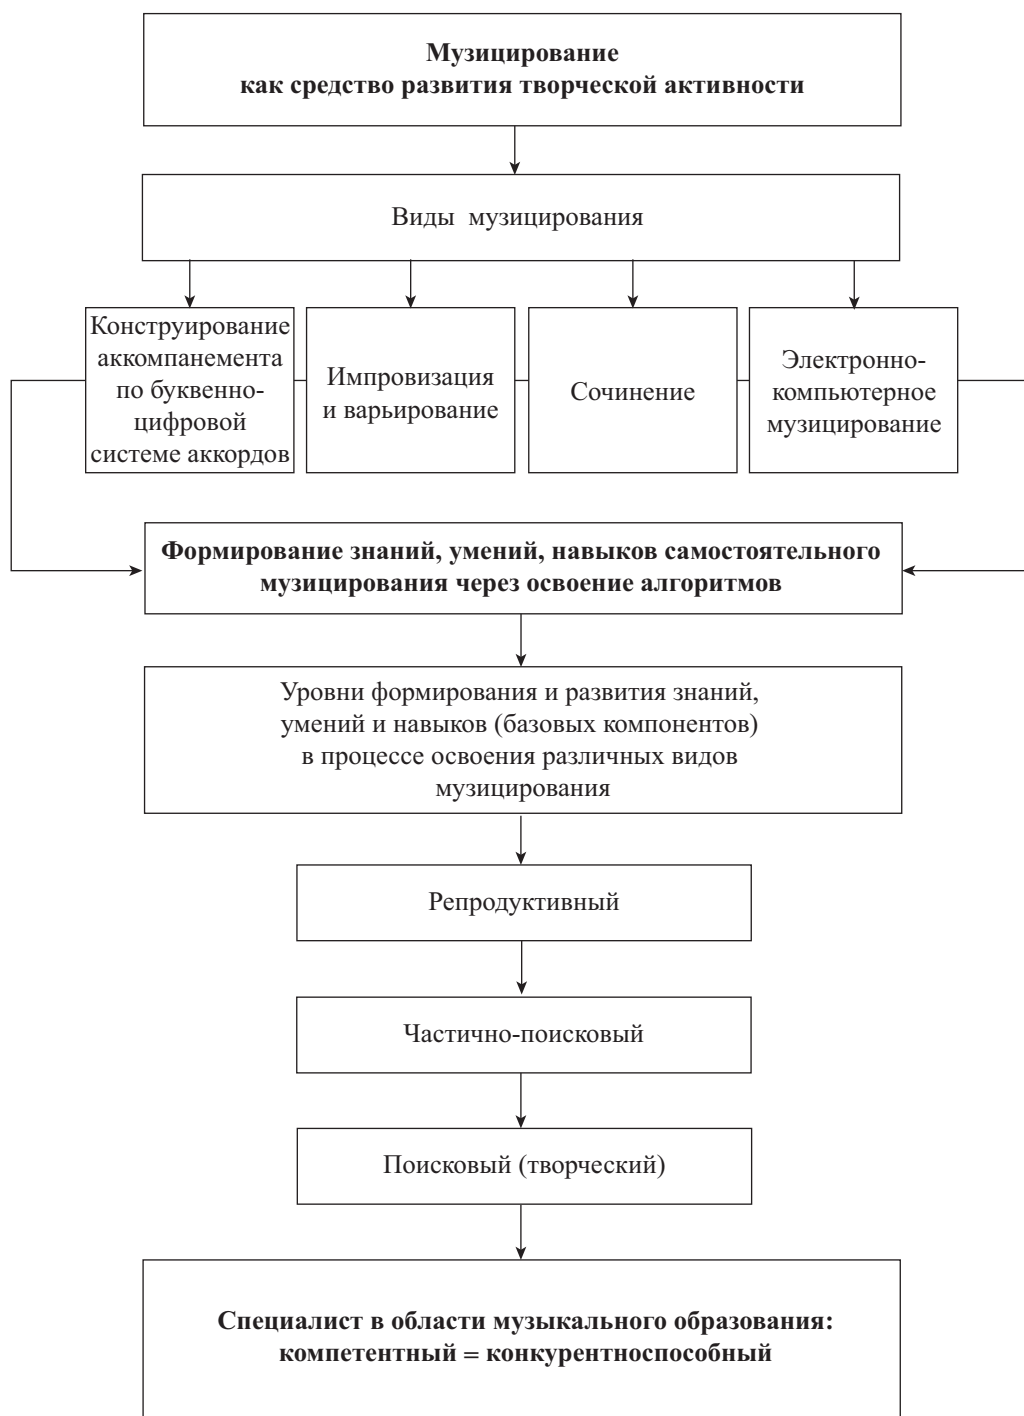 Музицирование
как средство развития творческой активности
Виды музицирования
Конструирование
аккомпанемента
по буквенно-
цифровой
системе аккордов
Импровизация
и варьирование
Сочинение
Электронно-
компьютерное
музицирование
Формирование знаний, умений, навыков самостоятельного
музицирования через освоение алгоритмов
Уровни формирования и развития знаний,
умений и навыков (базовых компонентов)
в процессе освоения различных видов
музицирования
Репродуктивный
Частично-поисковый
Поисковый (творческий)
Специалист в области музыкального образования:
компетентный = конкурентноспособный